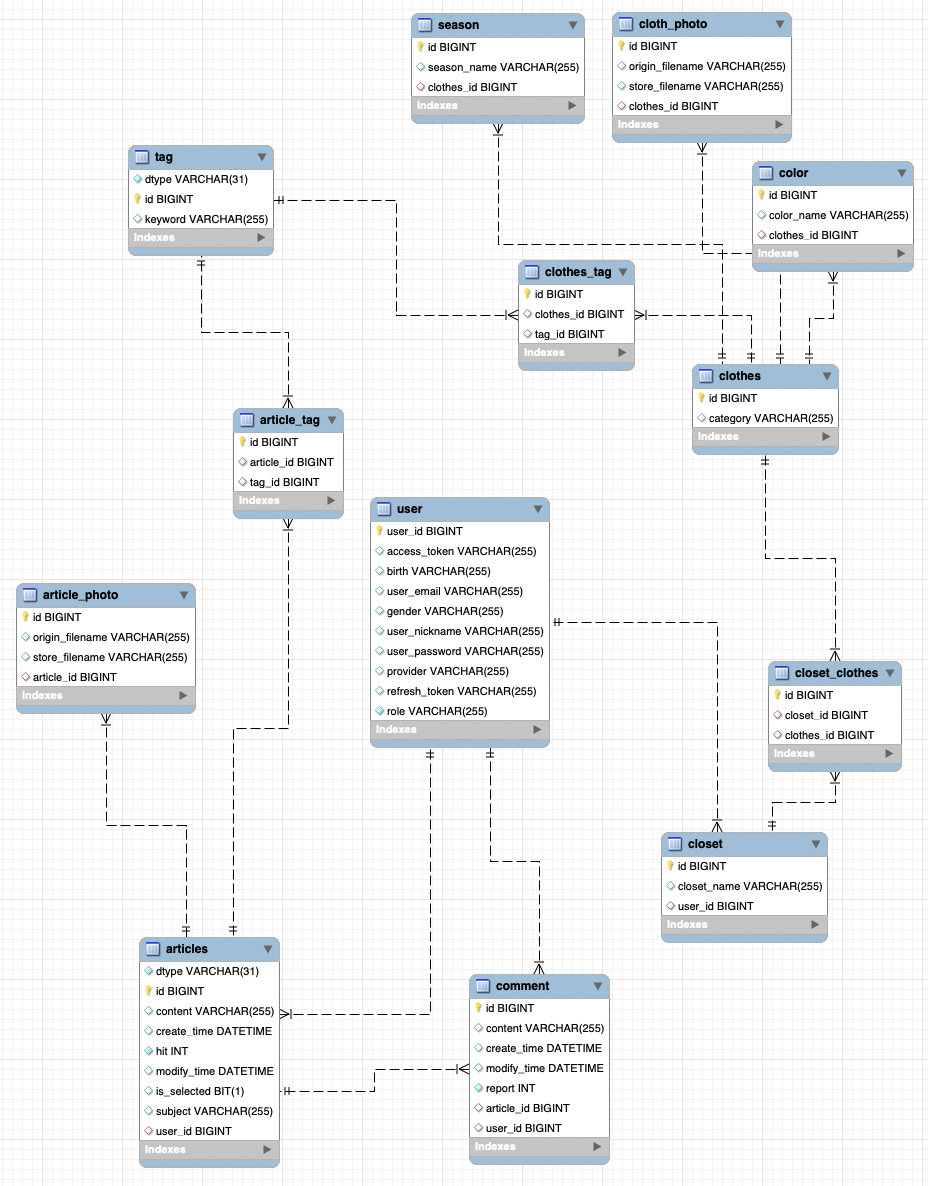 season
id BIGINT
season_name VARCHAR(255)
clothes_id BIGINT
Indexes
cloth_photo
id BIGINT
origin_filename VARCHAR(255)
store_filename VARCHAR(255)
clothes_id BIGINT
Indexes
tag
dtype VARCHAR(31)
id BIGINT
keyword VARCHAR(255)
Indexes
color
id BIGINT
color_name VARCHAR(255)
clothes_id BIGINT
Indexes
clothes_tag
id BIGINT
clothes_id BIGINT
tag_id BIGINT
Indexes
clothes
id BIGINT
category VARCHAR(255)
Indexes
article_tag
id BIGINT
article_id BIGINT
tag_id BIGINT
Indexes
user
user_id BIGINT
access_token VARCHAR(255)
birth VARCHAR(255)
user_email VARCHAR(255)
gender VARCHAR(255)
user_nickname VARCHAR(255)
user_password VARCHAR(255)
provider VARCHAR(255)
refresh_token VARCHAR(255)
role VARCHAR(255)
Indexes
article_photo
id BIGINT
origin_filename VARCHAR(255)
store_filename VARCHAR(255)
article_id BIGINT
Indexes
closet_clothes
id BIGINT
closet_id BIGINT
clothes_id BIGINT
Indexes
closet
id BIGINT
closet_name VARCHAR(255)
user_id BIGINT
Indexes
articles
dtype VARCHAR(31)
id BIGINT
content VARCHAR(255)
create_time DATETIME
hit INT
modify_time DATETIME
is_selected BIT(1)
subject VARCHAR(255)
user_id BIGINT
Indexes
comment
id BIGINT
content VARCHAR(255)
create_time DATETIME
modify_time DATETIME
report INT
article_id BIGINT
user_id BIGINT
Indexes